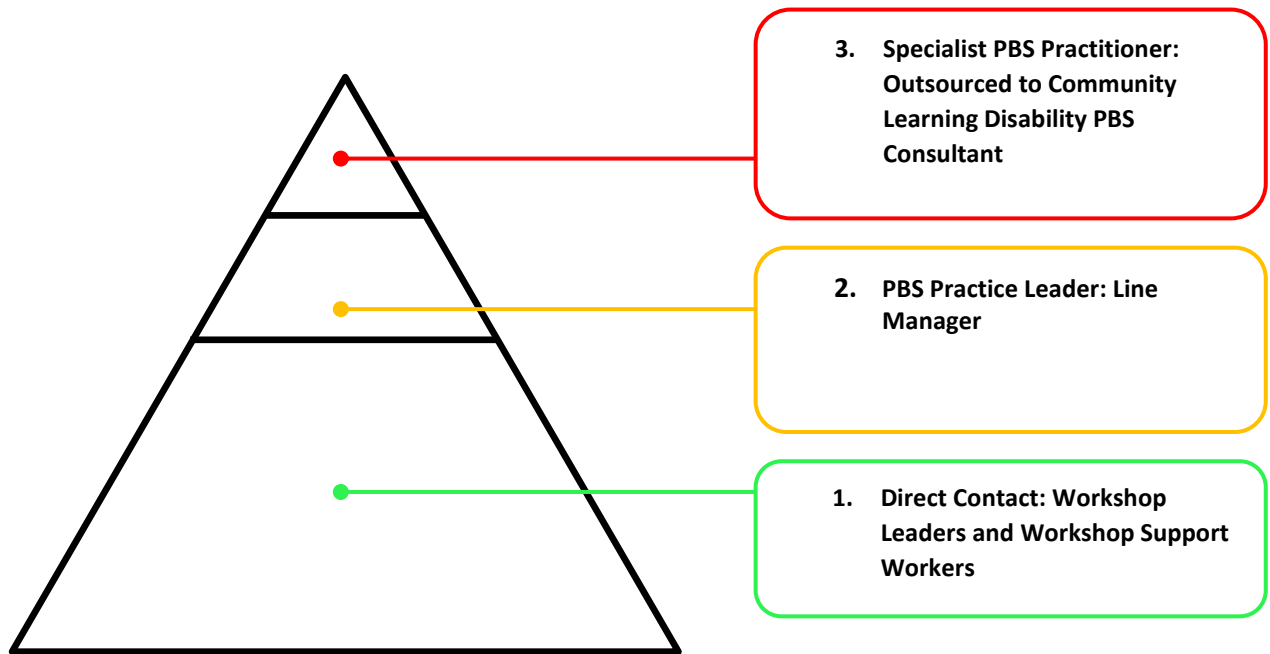 3. Specialist PBS Practitioner:
Outsourced to Community
Learning Disability PBS
Consultant
2. PBS Practice Leader: Line
Manager
1. Direct Contact: Workshop
Leaders and Workshop Support
Workers